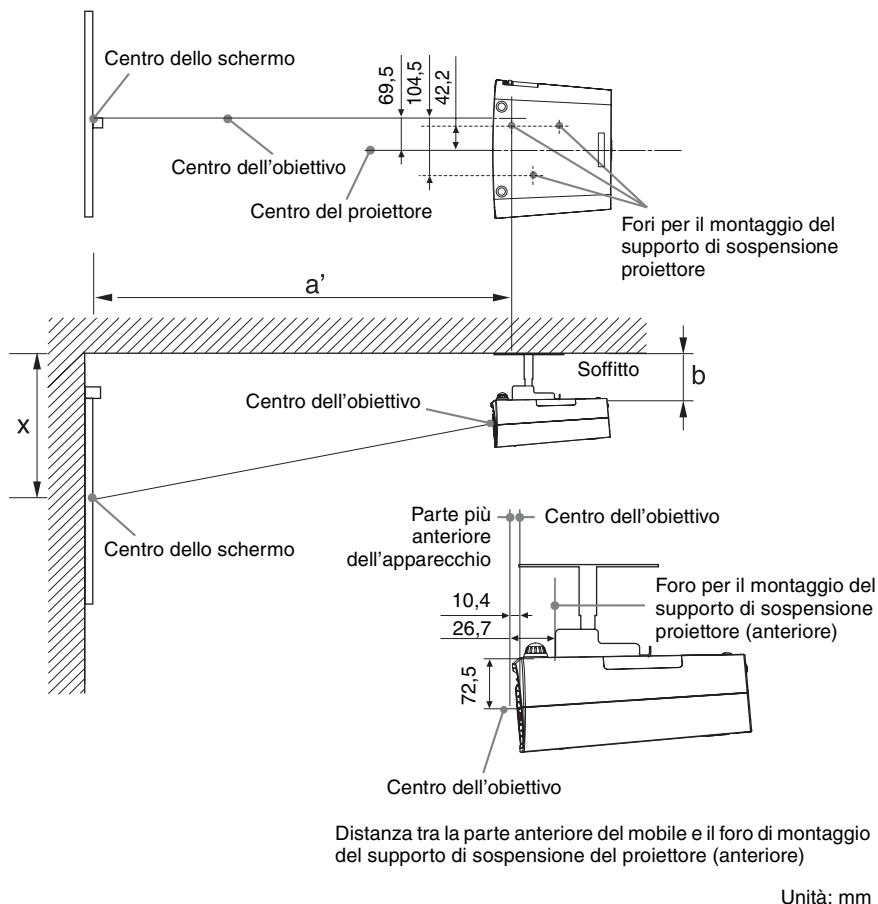 Centro dello schermo
69,5
104,5
42,2
Centro dell'obiettivo
Centro del proiettore
Fori per il montaggio del
supporto di sospensione
proiettore
a'
Soffitto
b
x
Centro dell'obiettivo
Centro dello schermo
Parte più
anteriore
dell'apparecchio
Centro dell'obiettivo
10,4
26,7
Foro per il montaggio del
supporto di sospensione
proiettore (anteriore)
72,5
Centro dell'obiettivo
Distanza tra la parte anteriore del mobile e il foro di montaggio
del supporto di sospensione del proiettore (anteriore)
Unità: mm